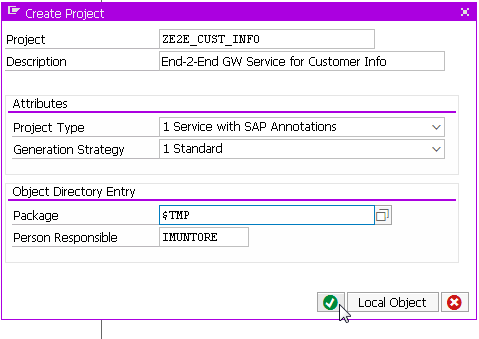 Create Project
Project ZE2E_CUST_INFO
Description End-2-End GW Service for Customer Info
Attributes
Project Type 1 Service with SAP Annotations
Generation Strategy 1 Standard
Object Directory Entry
Package $TMP
Person Responsible IMUNTORE
Local Object